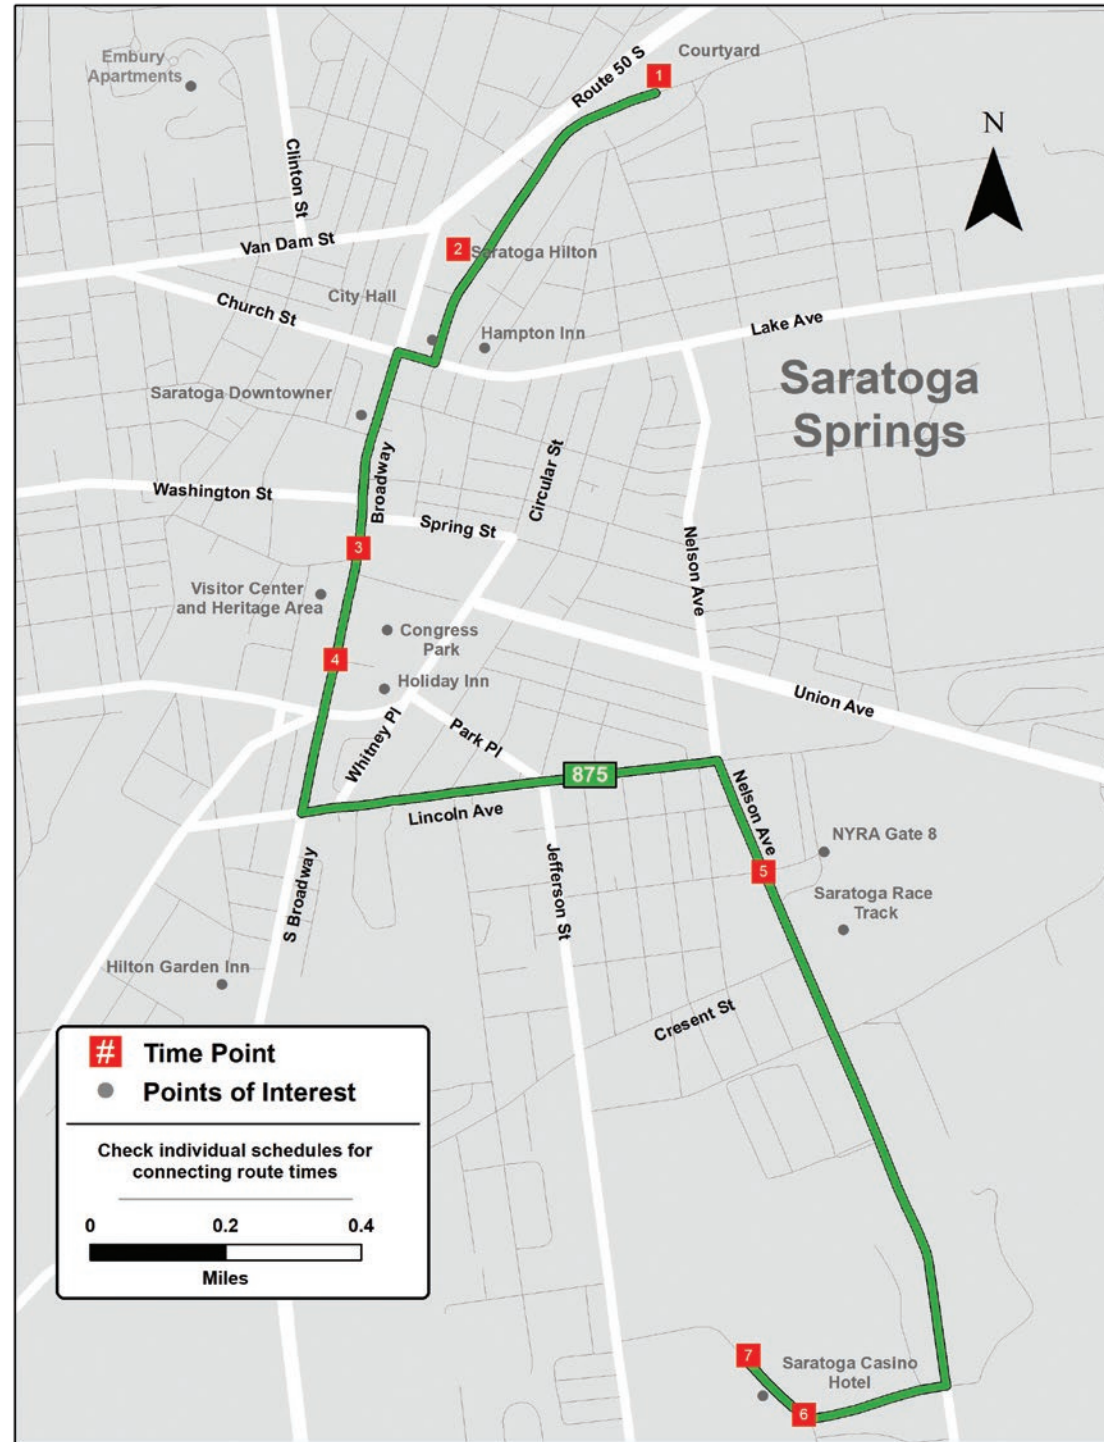 Embury
Apartments
Route 50 S
Courtyard
1
N
Clinton St
Van Dam St
2
Saratoga Hilton
City Hall
Church St
Hampton Inn
Lake Ave
Saratoga
Springs
Saratoga Downtowner
Broadway
Circular St
Washington St
Spring St
3
Nelson Ave
Visitor Center
and Heritage Area
Congress
Park
4
Holiday Inn
Union Ave
Whitney Pl
Park Pl
875
Lincoln Ave
Nelson Ave
NYRA Gate 8
5
Saratoga Race
Track
S Broadway
Jefferson St
Hilton Garden Inn
Cresent St
# Time Point
Points of Interest
Check individual schedules for
connecting route times
0 0.2 0.4
Miles
7
Saratoga Casino
Hotel
6